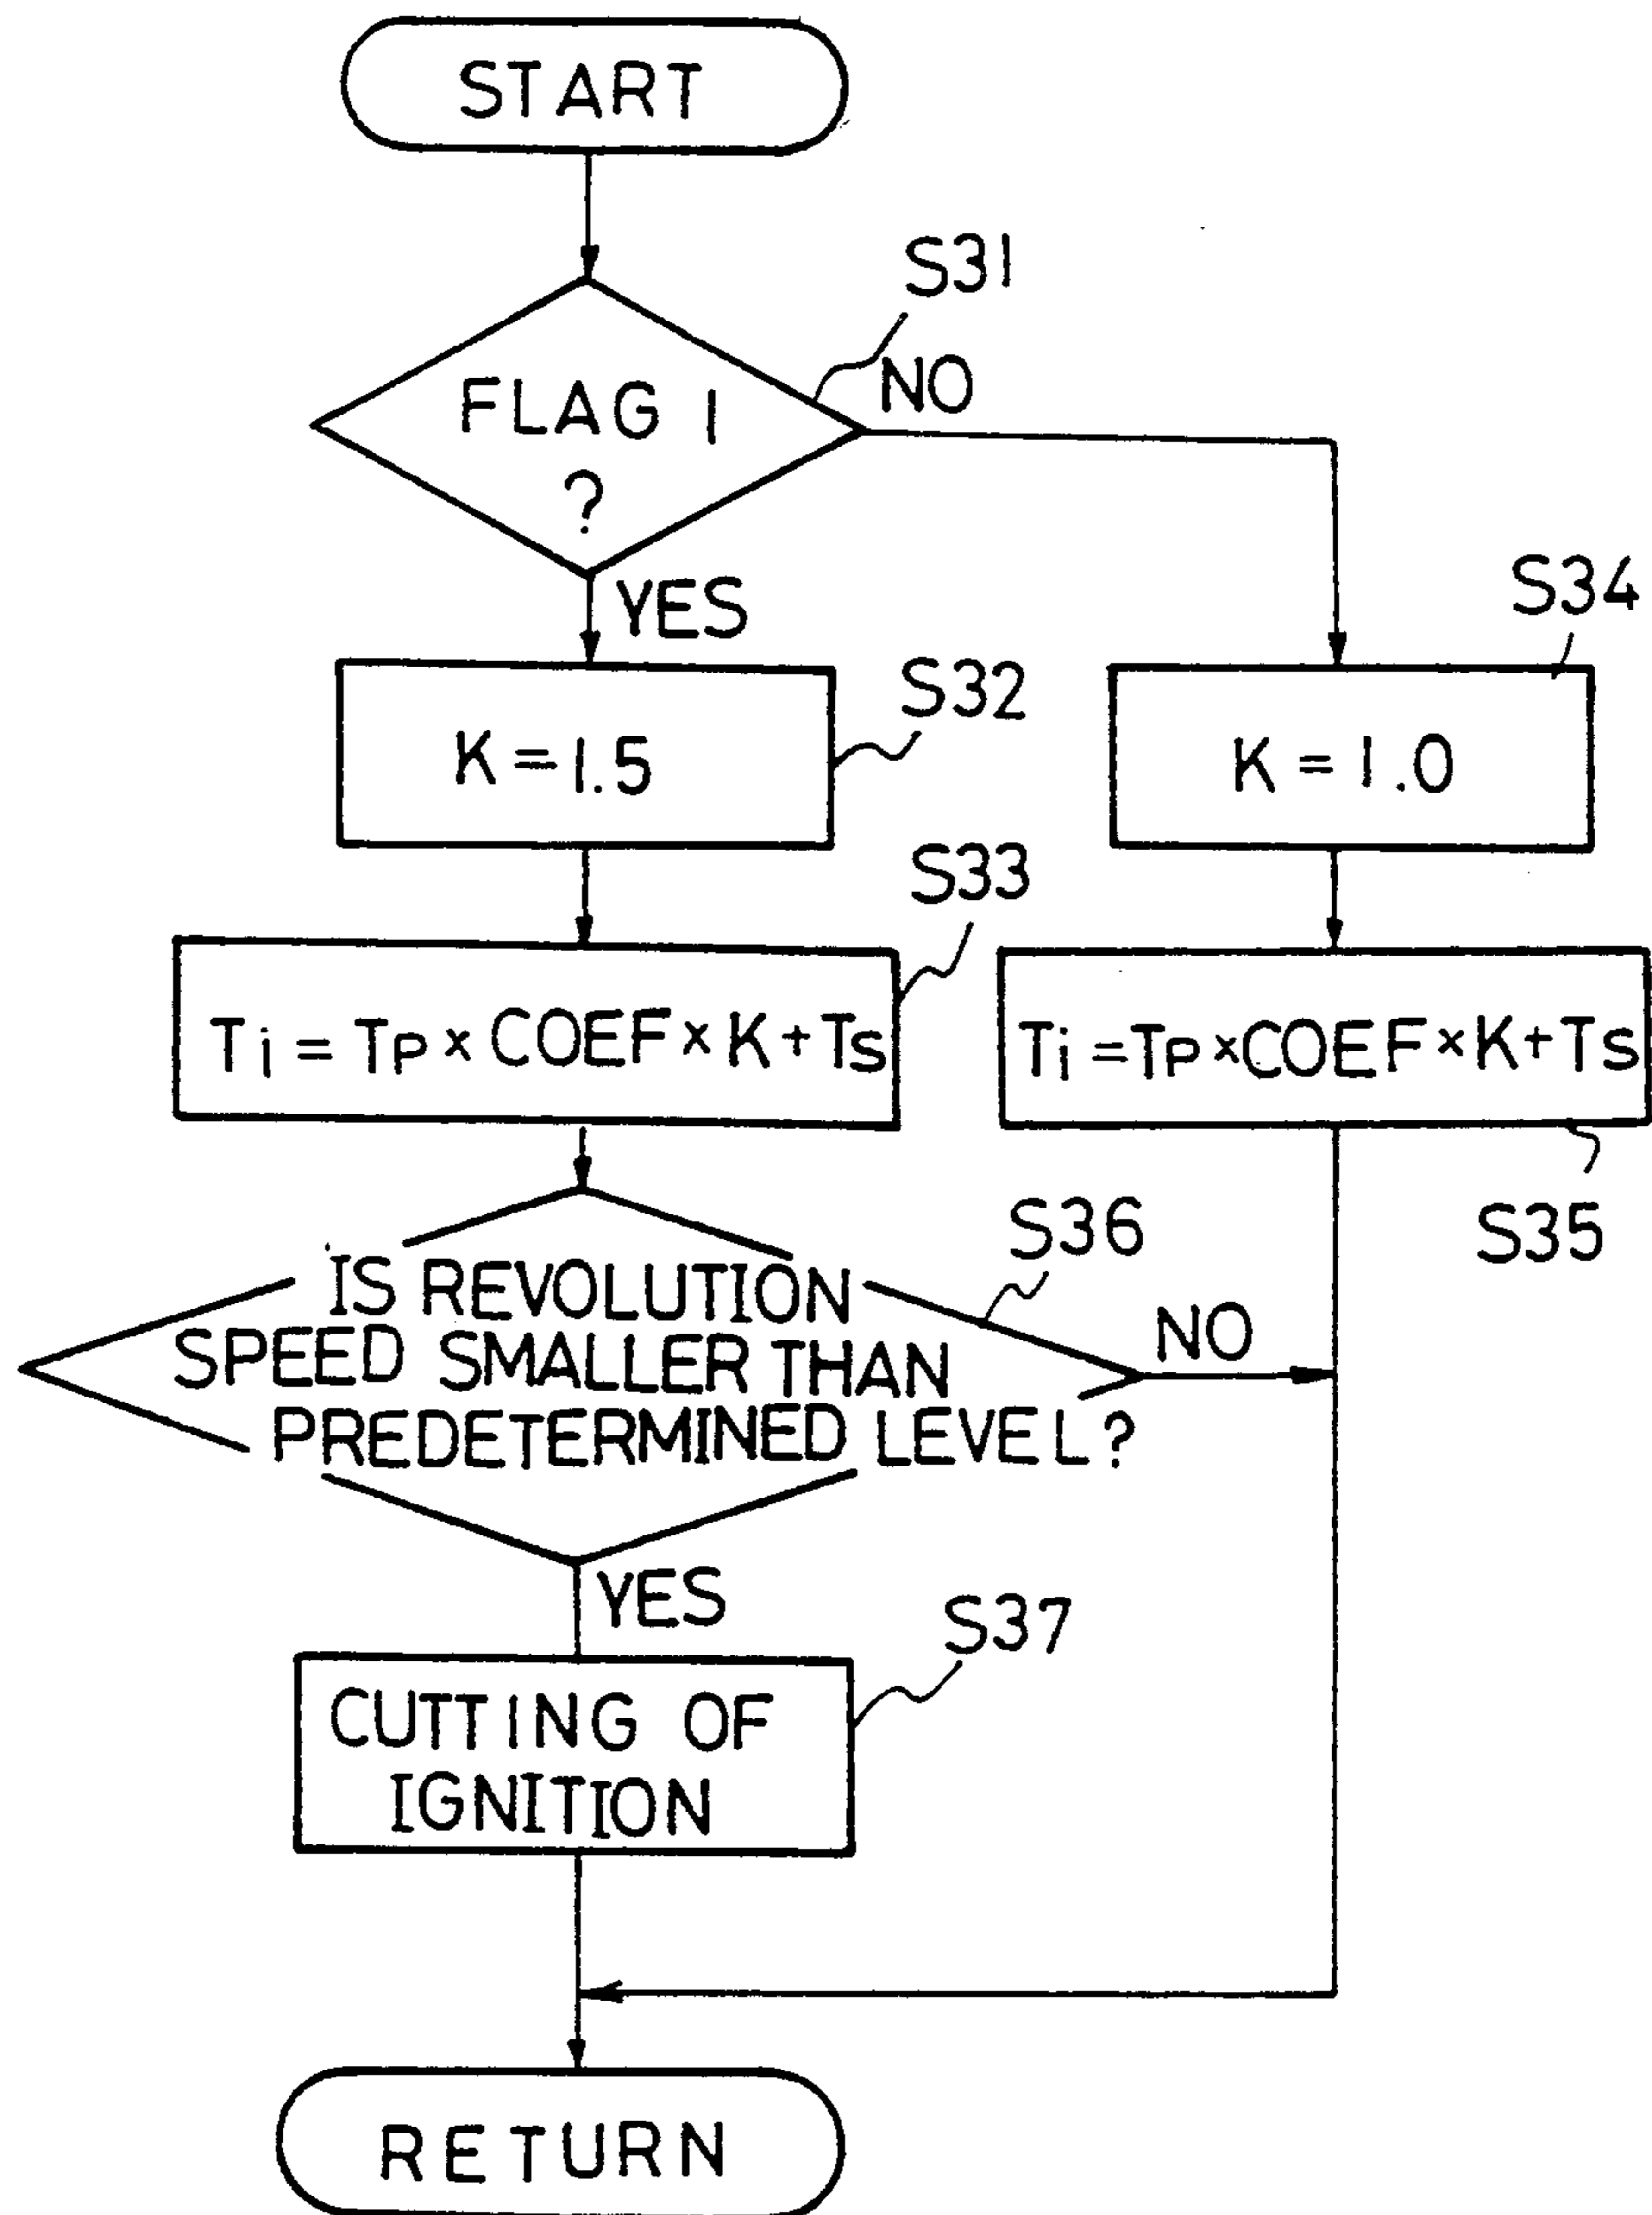 START
S31
NO
FLAG 1
?
YES
S32
S34
K = 1.5
K = 1.0
S33
Ti = Tp × COEF × K + Ts
Ti = Tp × COEF × K + Ts
S35
S36
IS REVOLUTION
SPEED SMALLER THAN
PREDETERMINED LEVEL?
NO
YES
S37
CUTTING OF
IGNITION
RETURN